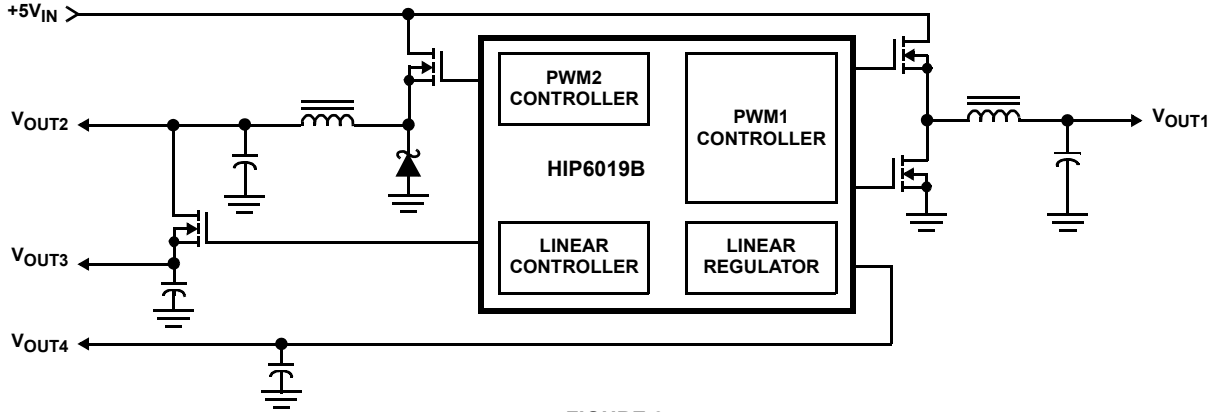 +5VIN
PWM2
CONTROLLER
PWM1
CONTROLLER
VOUT2
VOUT1
HIP6019B
LINEAR
CONTROLLER
LINEAR
REGULATOR
VOUT3
VOUT4